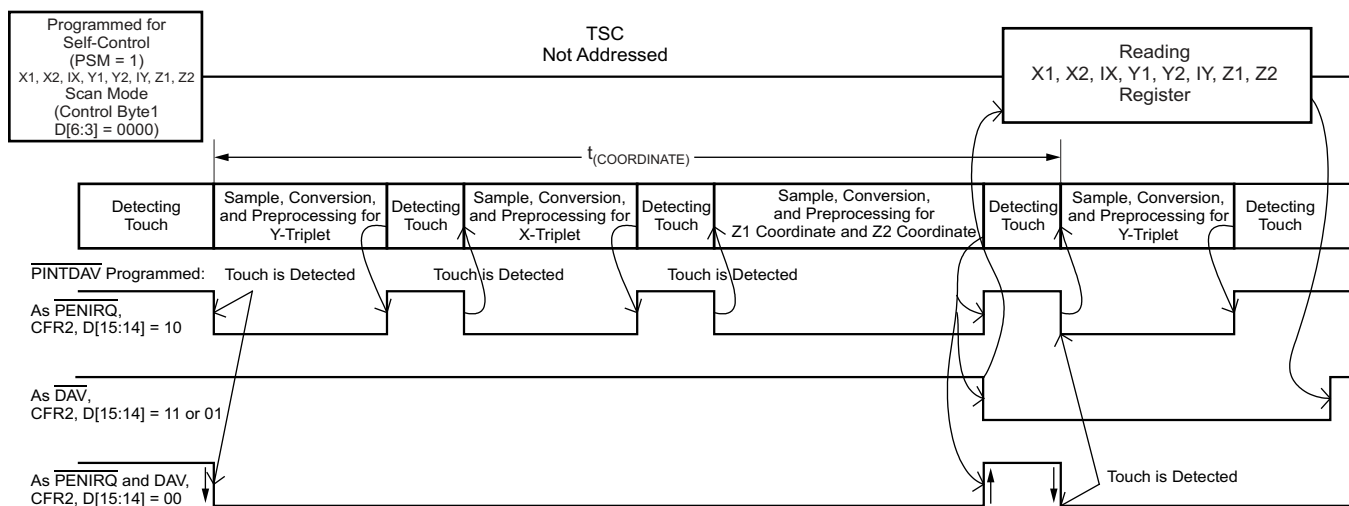 Programmed for
Self-Control
(PSM = 1)
X1, X2, IX, Y1, Y2, IY, Z1, Z2
Scan Mode
(Control Byte1
D[6:3] = 0000)
TSC
Not Addressed
Reading
X1, X2, IX, Y1, Y2, IY, Z1, Z2
Register
t(COORDINATE)
Detecting
Touch
Sample, Conversion,
and Preprocessing for
Y-Triplet
Detecting
Touch
Sample, Conversion,
and Preprocessing for
X-Triplet
Detecting
Touch
Sample, Conversion,
and Preprocessing for
Z1 Coordinate and Z2 Coordinate
Detecting
Touch
Sample, Conversion,
and Preprocessing for
Y-Triplet
Detecting
Touch
PINTDAV Programmed:
Touch is Detected
Touch is Detected
Touch is Detected
As PENIRQ,
CFR2, D[15:14] = 10
As DAV,
CFR2, D[15:14] = 11 or 01
As PENIRQ and DAV,
CFR2, D[15:14] = 00
Touch is Detected